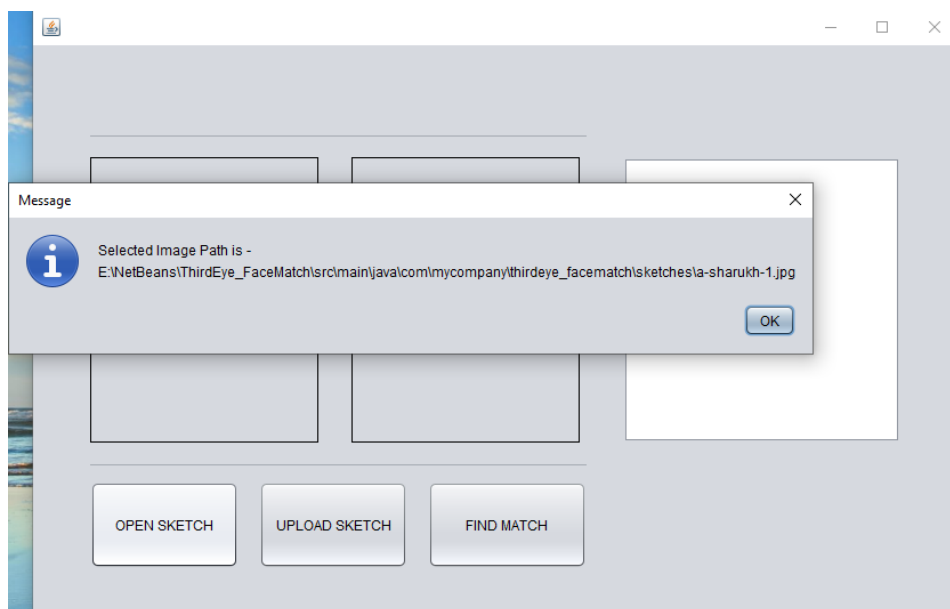 Message
Selected Image Path is -
E:\NetBeans\ThirdEye_FaceMatch\src\main\java\com\mycompany\thirdeye_facematch\sketches\a-sharukh-1.jpg
OK
OPEN SKETCH
UPLOAD SKETCH
FIND MATCH